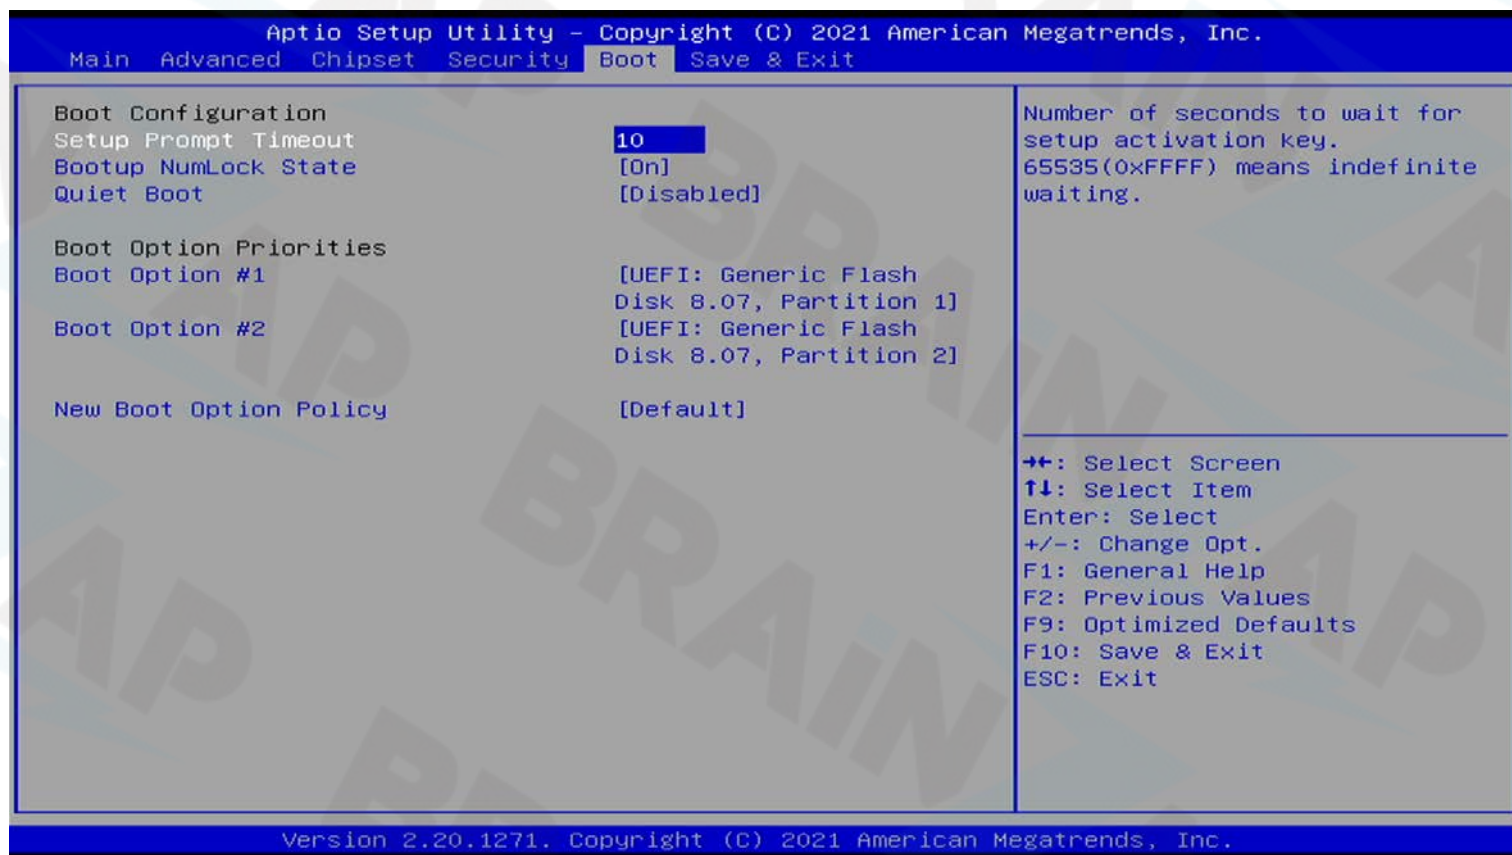 Aptio Setup Utility – Copyright (C) 2021 American Megatrends, Inc.
Main Advanced Chipset Security Boot Save & Exit
Boot Configuration
Setup Prompt Timeout 10
Bootup NumLock State [On]
Quiet Boot [Disabled]
Boot Option Priorities
Boot Option #1 [UEFI: Generic Flash
Disk 8.07, Partition 1]
Boot Option #2 [UEFI: Generic Flash
Disk 8.07, Partition 2]
New Boot Option Policy [Default]
Number of seconds to wait for
setup activation key.
65535(0xFFFF) means indefinite
waiting.
→←: Select Screen
↑↓: Select Item
Enter: Select
+/-: Change Opt.
F1: General Help
F2: Previous Values
F9: Optimized Defaults
F10: Save & Exit
ESC: Exit
Version 2.20.1271. Copyright (C) 2021 American Megatrends, Inc.
BRAIN
AP
BRAIN
AP
AP